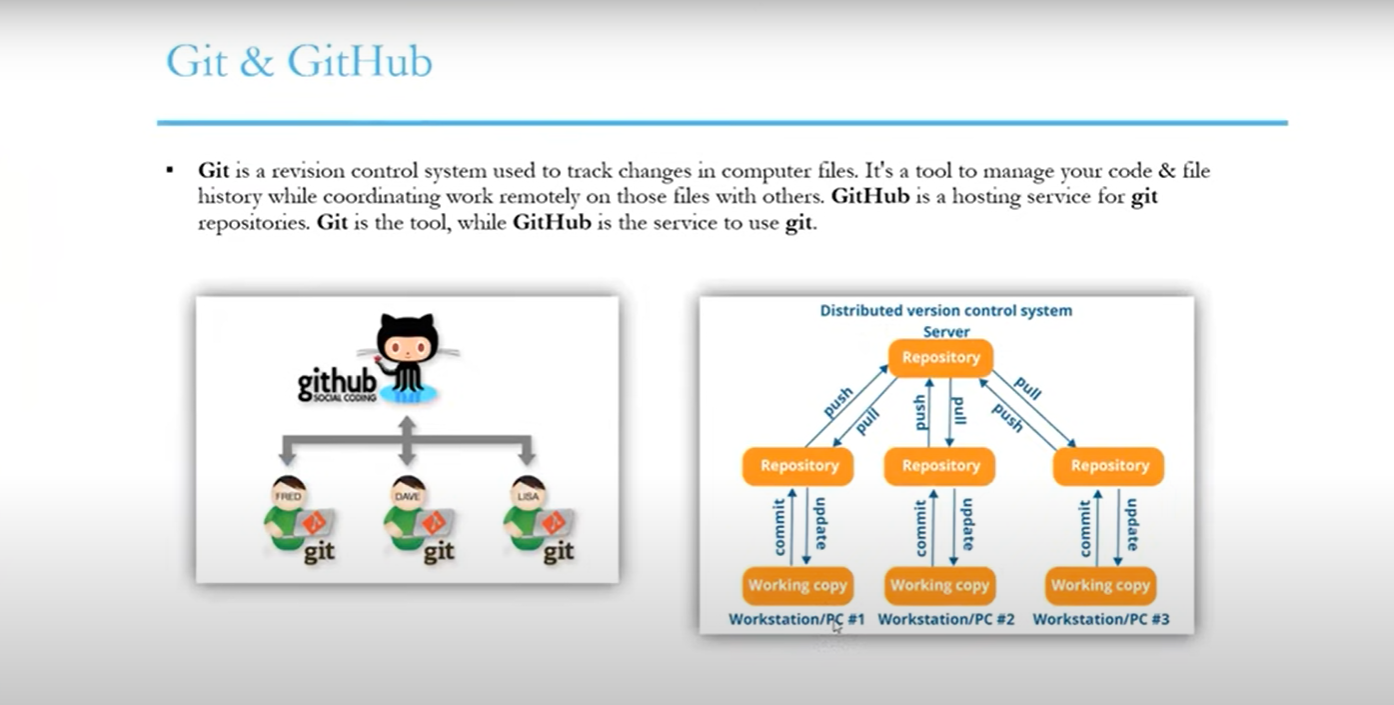 Git & GitHub
▪ Git is a revision control system used to track changes in computer files. It's a tool to manage your code & file
history while coordinating work remotely on those files with others. GitHub is a hosting service for git
repositories. Git is the tool, while GitHub is the service to use git.
github
SOCIAL CODING
FRED
DAVE
LISA
git
git
git
Distributed version control system
Server
Repository
push
pull
push
pull
push
pull
Repository
Repository
Repository
commit
update
commit
update
commit
update
Working copy
Working copy
Working copy
Workstation/PC #1
Workstation/PC #2
Workstation/PC #3